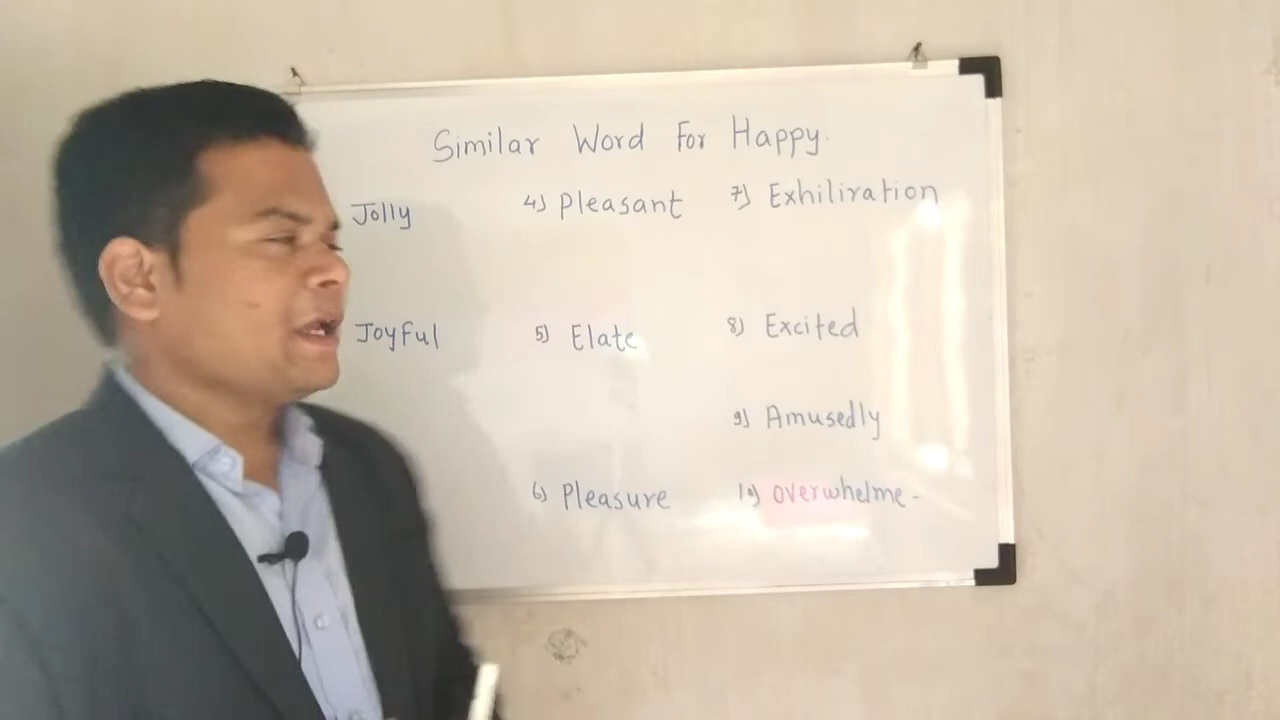 Similar Word For Happy.
Jolly 4) Pleasant 7) Exhiliration
Joyful 5) Elate 8) Excited
9) Amusedly
6) Pleasure 10) overwhelme.